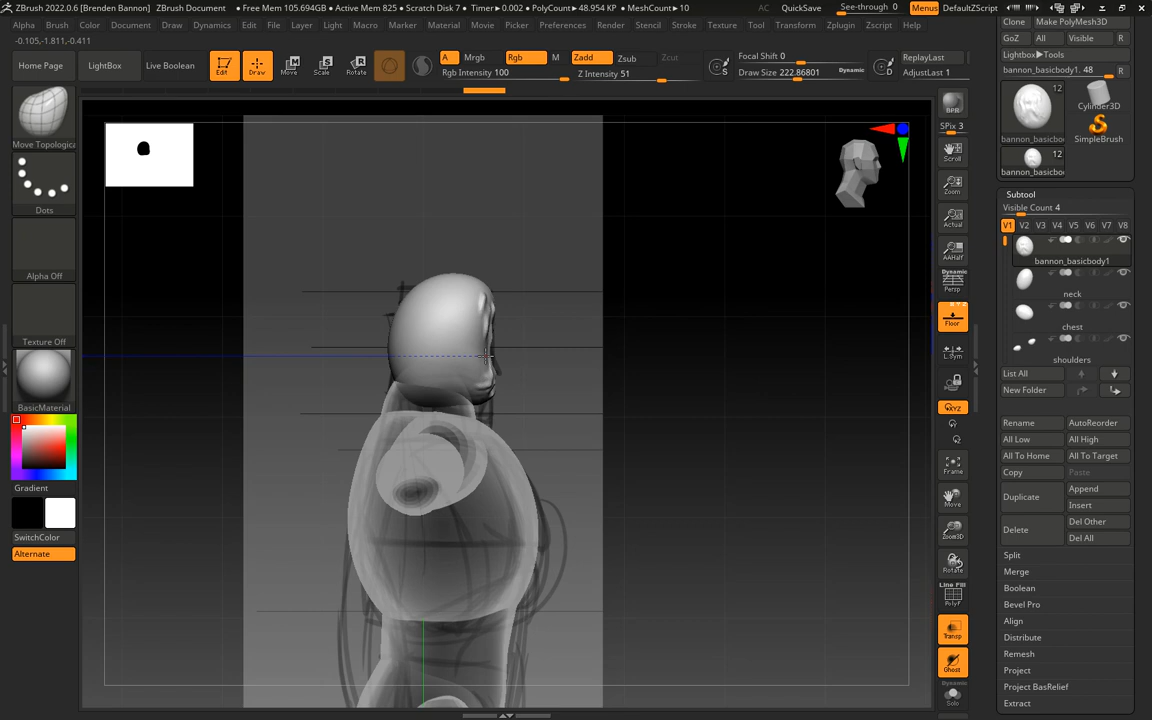 ZBrush 2022.0.6 [Brenden Bannon] ZBrush Document ● Free Mem 105.694GB ● Active Mem 825 ● Scratch Disk 7 ● Timer▶0.002 ● PolyCount▶48.954 KP ● MeshCount▶10 AC QuickSave See-through 0 Menus DefaultZScript
Alpha Brush Color Document Draw Dynamics Edit File Layer Light Macro Marker Material Movie Picker Preferences Render Stencil Stroke Texture Tool Transform Zplugin Zscript Help
-0.105,-1.811,-0.411
Home Page LightBox Live Boolean Edit Draw Move Scale Rotate
A Mrgb Rgb M Zadd Zsub Zcut Focal Shift 0 ReplayLast
Rgb Intensity 100 Z Intensity 51 S Draw Size 222.86801 Dynamic D AdjustLast 1
Move Topologica
Dots
Alpha Off
Texture Off
BasicMaterial
Gradient
SwitchColor
Alternate
BPR
SPix 3
Scroll
Zoom
Actual
AAHalf
Dynamic
Persp
Floor
L.Sym
XYZ
Frame
Move
Zoom3D
Rotate
Line Fill
PolyF
Transp
Ghost
Dynamic
Solo
Clone Make PolyMesh3D
GoZ All Visible R
Lightbox▶Tools
bannon_basicbody1. 48 R
12
Cylinder3D
bannon_basicbo
SimpleBrush
12
bannon_basicbo
Subtool
Visible Count 4
V1 V2 V3 V4 V5 V6 V7 V8
bannon_basicbody1
neck
chest
shoulders
List All
New Folder
Rename AutoReorder
All Low All High
All To Home All To Target
Copy Paste
Duplicate Append
Insert
Delete Del Other
Del All
Split
Merge
Boolean
Bevel Pro
Align
Distribute
Remesh
Project
Project BasRelief
Extract